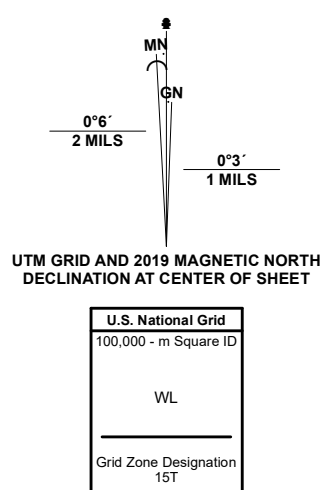 MN
GN
0°6´
2 MILS
0°3´
1 MILS
UTM GRID AND 2019 MAGNETIC NORTH
DECLINATION AT CENTER OF SHEET
U.S. National Grid
100,000 - m Square ID
WL
Grid Zone Designation
15T